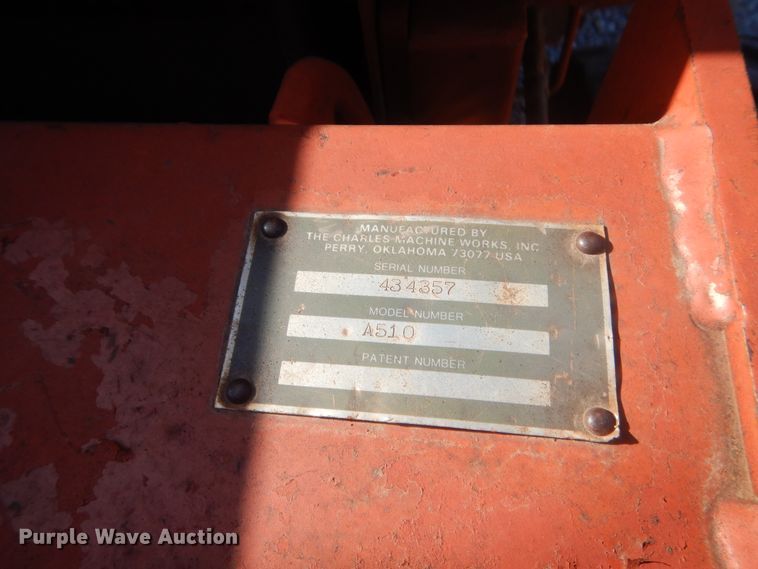 MANUFACTURED BY
THE CHARLES MACHINE WORKS, INC
PERRY, OKLAHOMA 73077 USA
SERIAL NUMBER
434357
MODEL NUMBER
A510
PATENT NUMBER
Purple Wave Auction